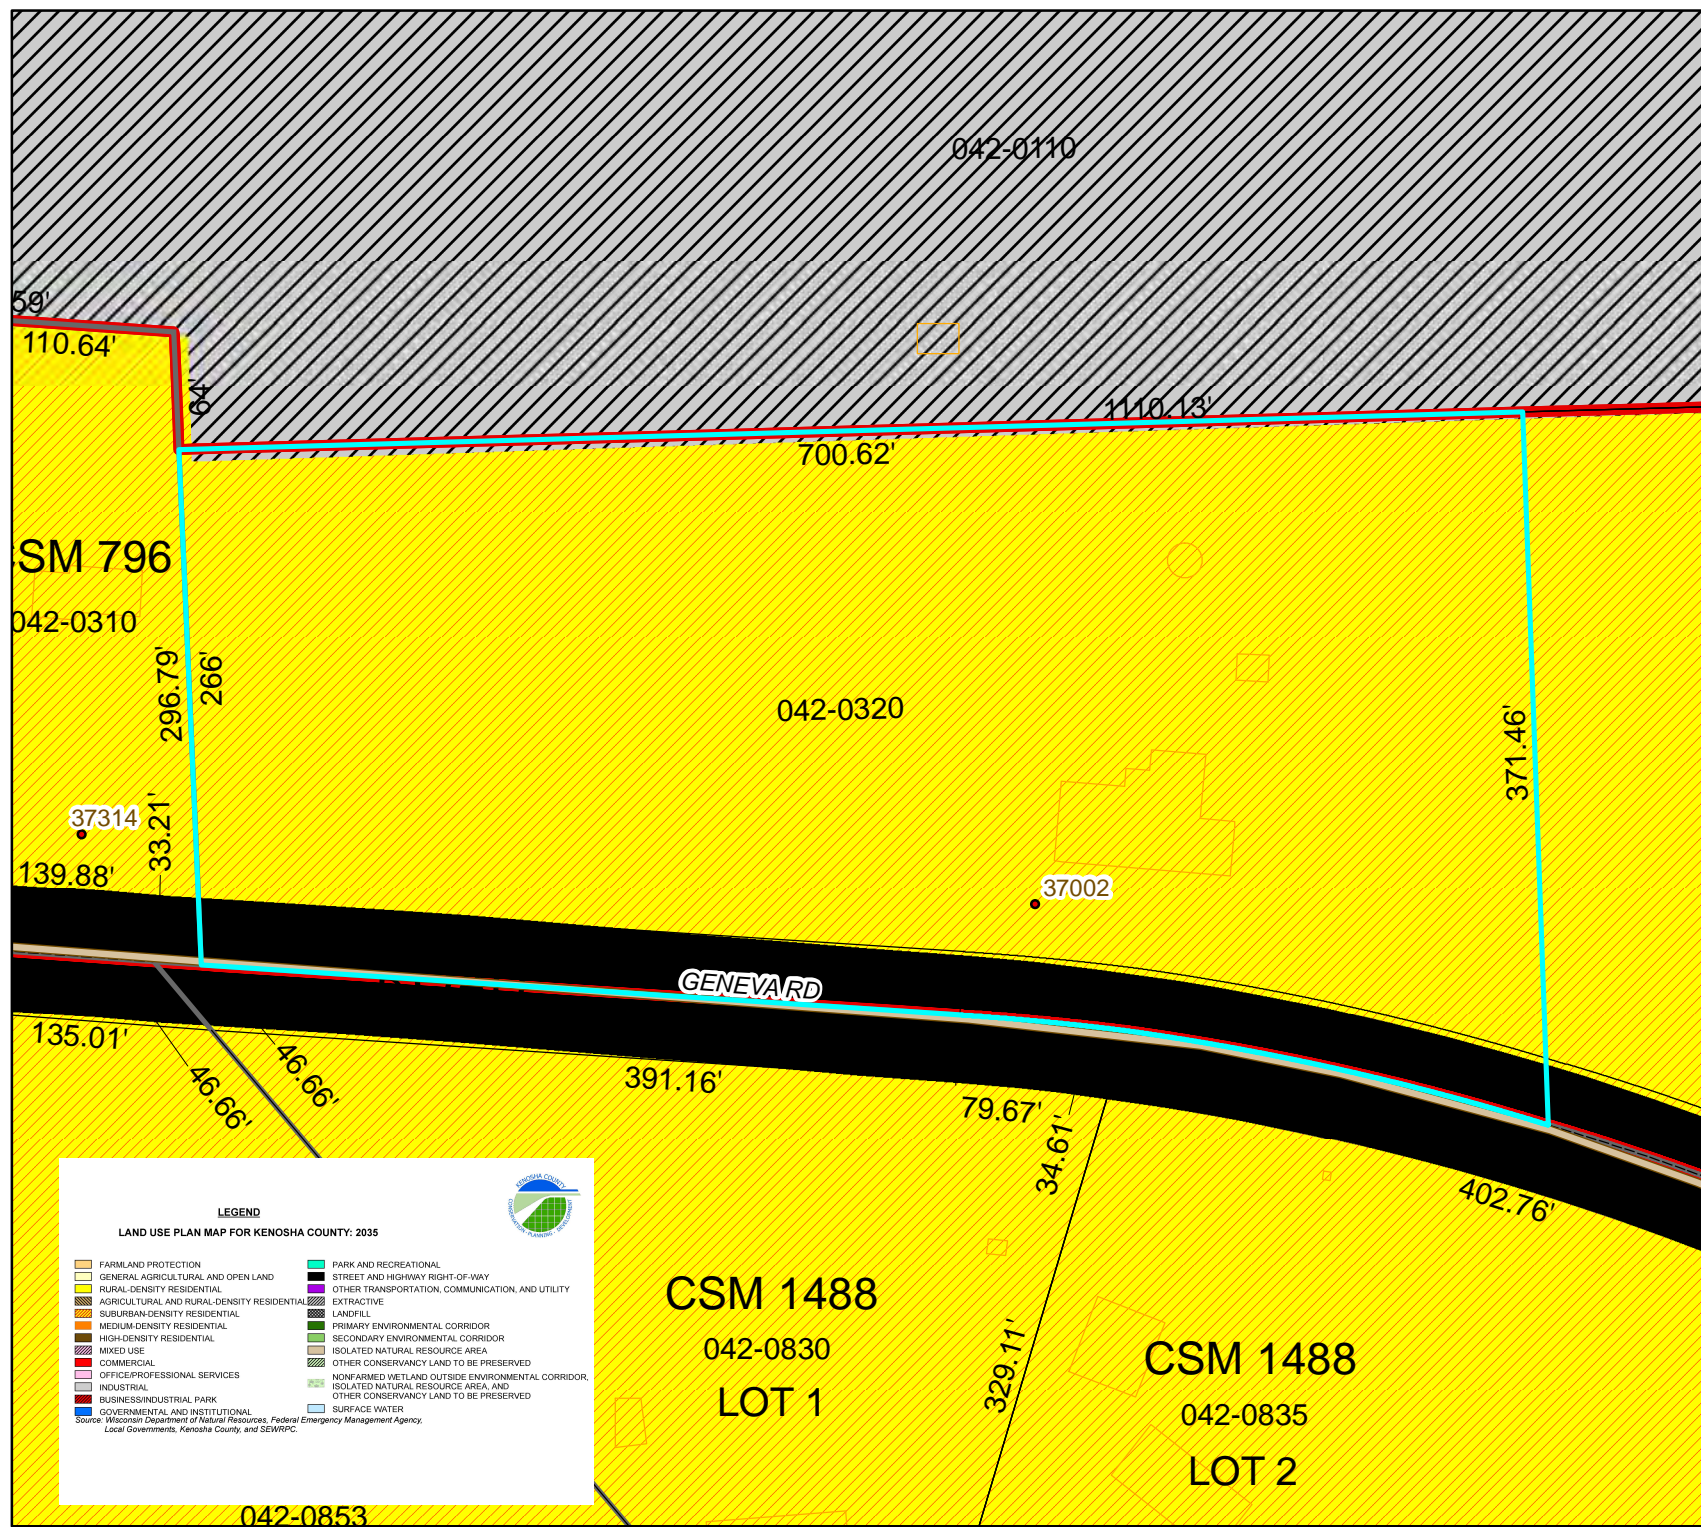 042-0110
59'
110.64'
64'
1110.13'
700.62'
CSM 796
042-0310
296.79'
266'
042-0320
371.46'
37314
33.21'
139.88'
37002
GENEVA RD
135.01'
46.66'
46.66'
391.16'
79.67'
34.61'
402.76'
329.11'
CSM 1488
042-0830
LOT 1
CSM 1488
042-0835
LOT 2
KENOSHA COUNTY
CONSERVATION - PLANNING - DEVELOPMENT
LEGEND
LAND USE PLAN MAP FOR KENOSHA COUNTY: 2035
FARMLAND PROTECTION
GENERAL AGRICULTURAL AND OPEN LAND
RURAL-DENSITY RESIDENTIAL
AGRICULTURAL AND RURAL-DENSITY RESIDENTIAL
SUBURBAN-DENSITY RESIDENTIAL
MEDIUM-DENSITY RESIDENTIAL
HIGH-DENSITY RESIDENTIAL
MIXED USE
COMMERCIAL
OFFICE/PROFESSIONAL SERVICES
INDUSTRIAL
BUSINESS/INDUSTRIAL PARK
GOVERNMENTAL AND INSTITUTIONAL
PARK AND RECREATIONAL
STREET AND HIGHWAY RIGHT-OF-WAY
OTHER TRANSPORTATION, COMMUNICATION, AND UTILITY
EXTRACTIVE
LANDFILL
PRIMARY ENVIRONMENTAL CORRIDOR
SECONDARY ENVIRONMENTAL CORRIDOR
ISOLATED NATURAL RESOURCE AREA
OTHER CONSERVANCY LAND TO BE PRESERVED
NONFARMED WETLAND OUTSIDE ENVIRONMENTAL CORRIDOR,
ISOLATED NATURAL RESOURCE AREA, AND
OTHER CONSERVANCY LAND TO BE PRESERVED
SURFACE WATER
Source: Wisconsin Department of Natural Resources, Federal Emergency Management Agency,
Local Governments, Kenosha County, and SEWRPC.
042-0853